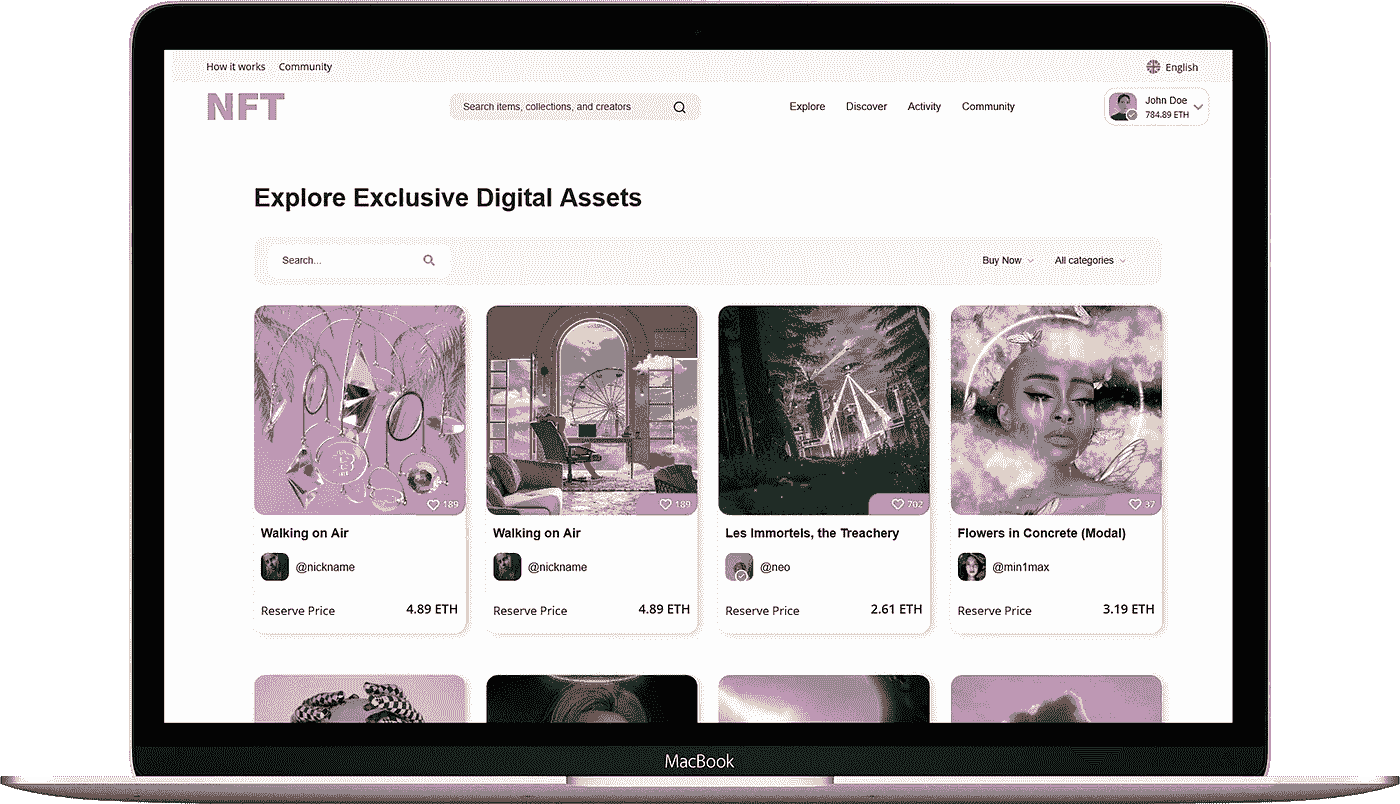 How it works Community English
NFT Search items, collections, and creators Explore Discover Activity Community John Doe
784.89 ETH
Explore Exclusive Digital Assets
Search... Buy Now All categories
189 189 702 37
Walking on Air Walking on Air Les Immortels, the Treachery Flowers in Concrete (Modal)
@nickname @nickname @neo @min1max
Reserve Price 4.89 ETH Reserve Price 4.89 ETH Reserve Price 2.61 ETH Reserve Price 3.19 ETH
MacBook